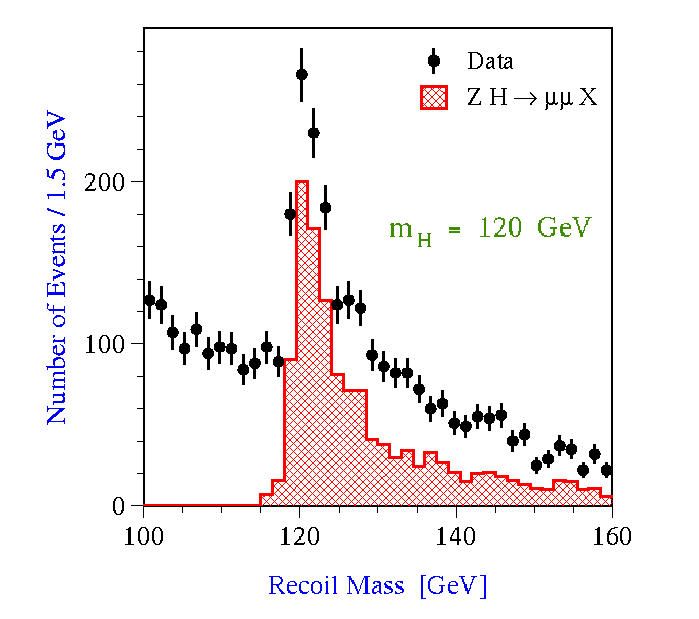 Data
Z H → μμ X
m_H = 120 GeV
Number of Events / 1.5 GeV
200
100
0
100 120 140 160
Recoil Mass [GeV]